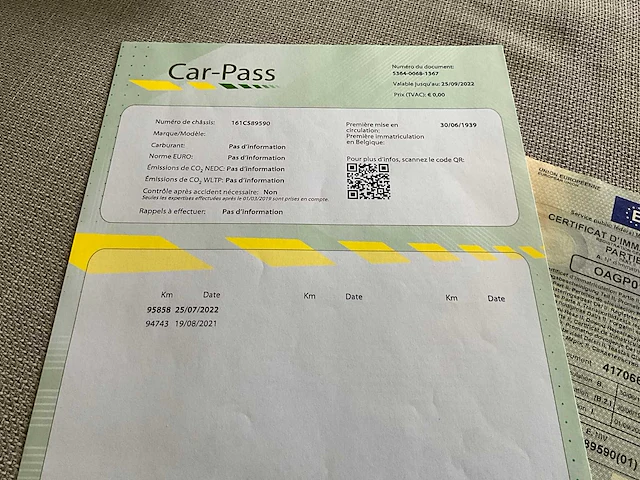 Car-Pass
Numéro du document:
5364-0068-1367
Valable jusqu'au: 25/09/2022
Prix (TVAC): € 0,00
Numéro de châssis: 161C589590
Marque/Modèle:
Carburant: Pas d'information
Norme EURO: Pas d'information
Émissions de CO2 NEDC: Pas d'information
Émissions de CO2 WLTP: Pas d'information
Contrôle après accident nécessaire: Non
Seules les expertises effectuées après le 01/03/2019 sont prises en compte.
Rappels à effectuer: Pas d'information
Première mise en circulation: 30/06/1939
Première immatriculation
en Belgique:
Pour plus d'infos, scannez le code QR:
Km Date Km Date Km Date
95858 25/07/2022
94743 19/08/2021
UNION EUROPÉENNE
Service public fédéral
CERTIFICAT D'IMM
PARTIE
OAGP0
41706
89590(01)